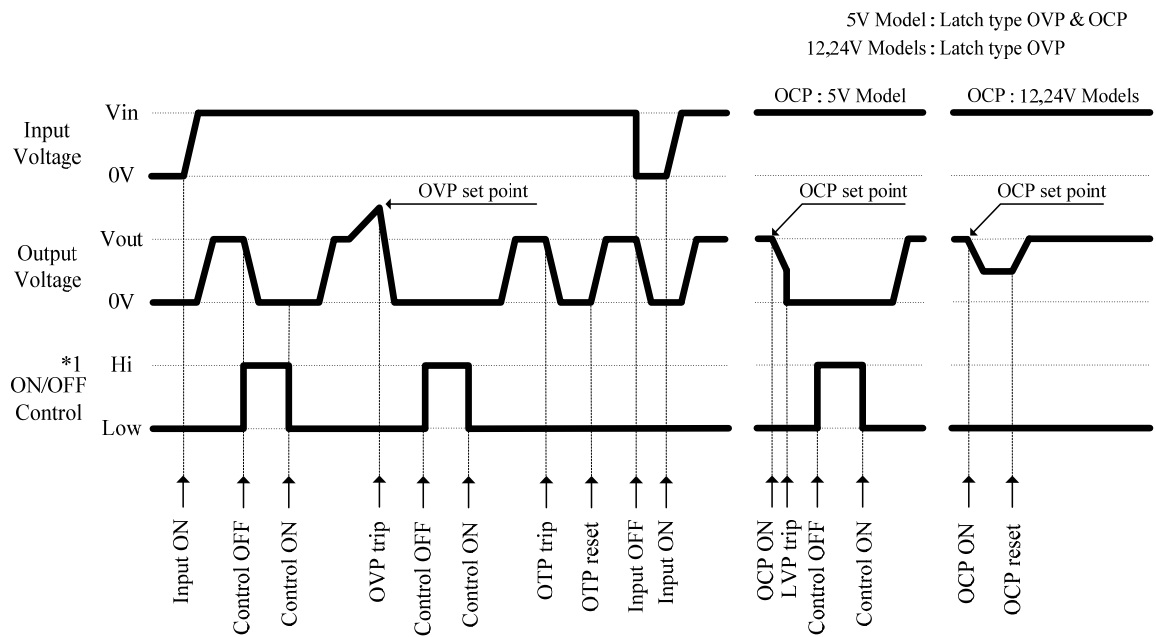 5V Model : Latch type OVP & OCP
12,24V Models : Latch type OVP
OCP : 5V Model
OCP : 12,24V Models
Input
Voltage
Vin
0V
OVP set point
OCP set point
OCP set point
Output
Voltage
Vout
0V
*1
ON/OFF
Control
Hi
Low
Input ON
Control OFF
Control ON
OVP trip
Control OFF
Control ON
OTP trip
OTP reset
Input OFF
Input ON
OCP ON
LVP trip
Control OFF
Control ON
OCP ON
OCP reset